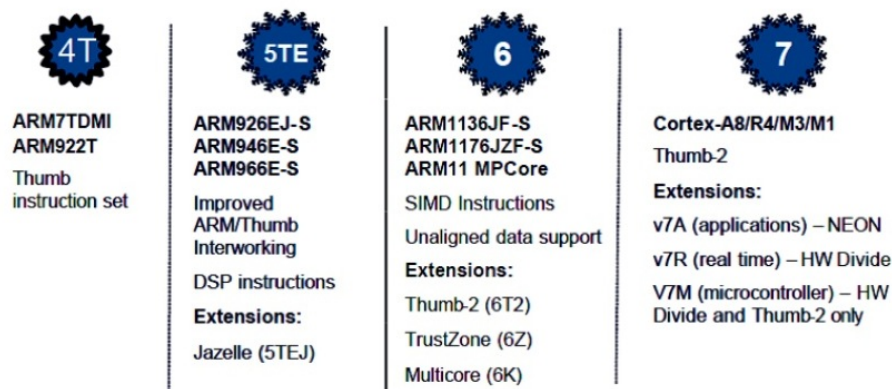 4T
ARM7TDMI
ARM922T
Thumb
instruction set
5TE
ARM926EJ-S
ARM946E-S
ARM966E-S
Improved
ARM/Thumb
Interworking
DSP instructions
Extensions:
Jazelle (5TEJ)
6
ARM1136JF-S
ARM1176JZF-S
ARM11 MPCore
SIMD Instructions
Unaligned data support
Extensions:
Thumb-2 (6T2)
TrustZone (6Z)
Multicore (6K)
7
Cortex-A8/R4/M3/M1
Thumb-2
Extensions:
v7A (applications) – NEON
v7R (real time) – HW Divide
V7M (microcontroller) – HW
Divide and Thumb-2 only